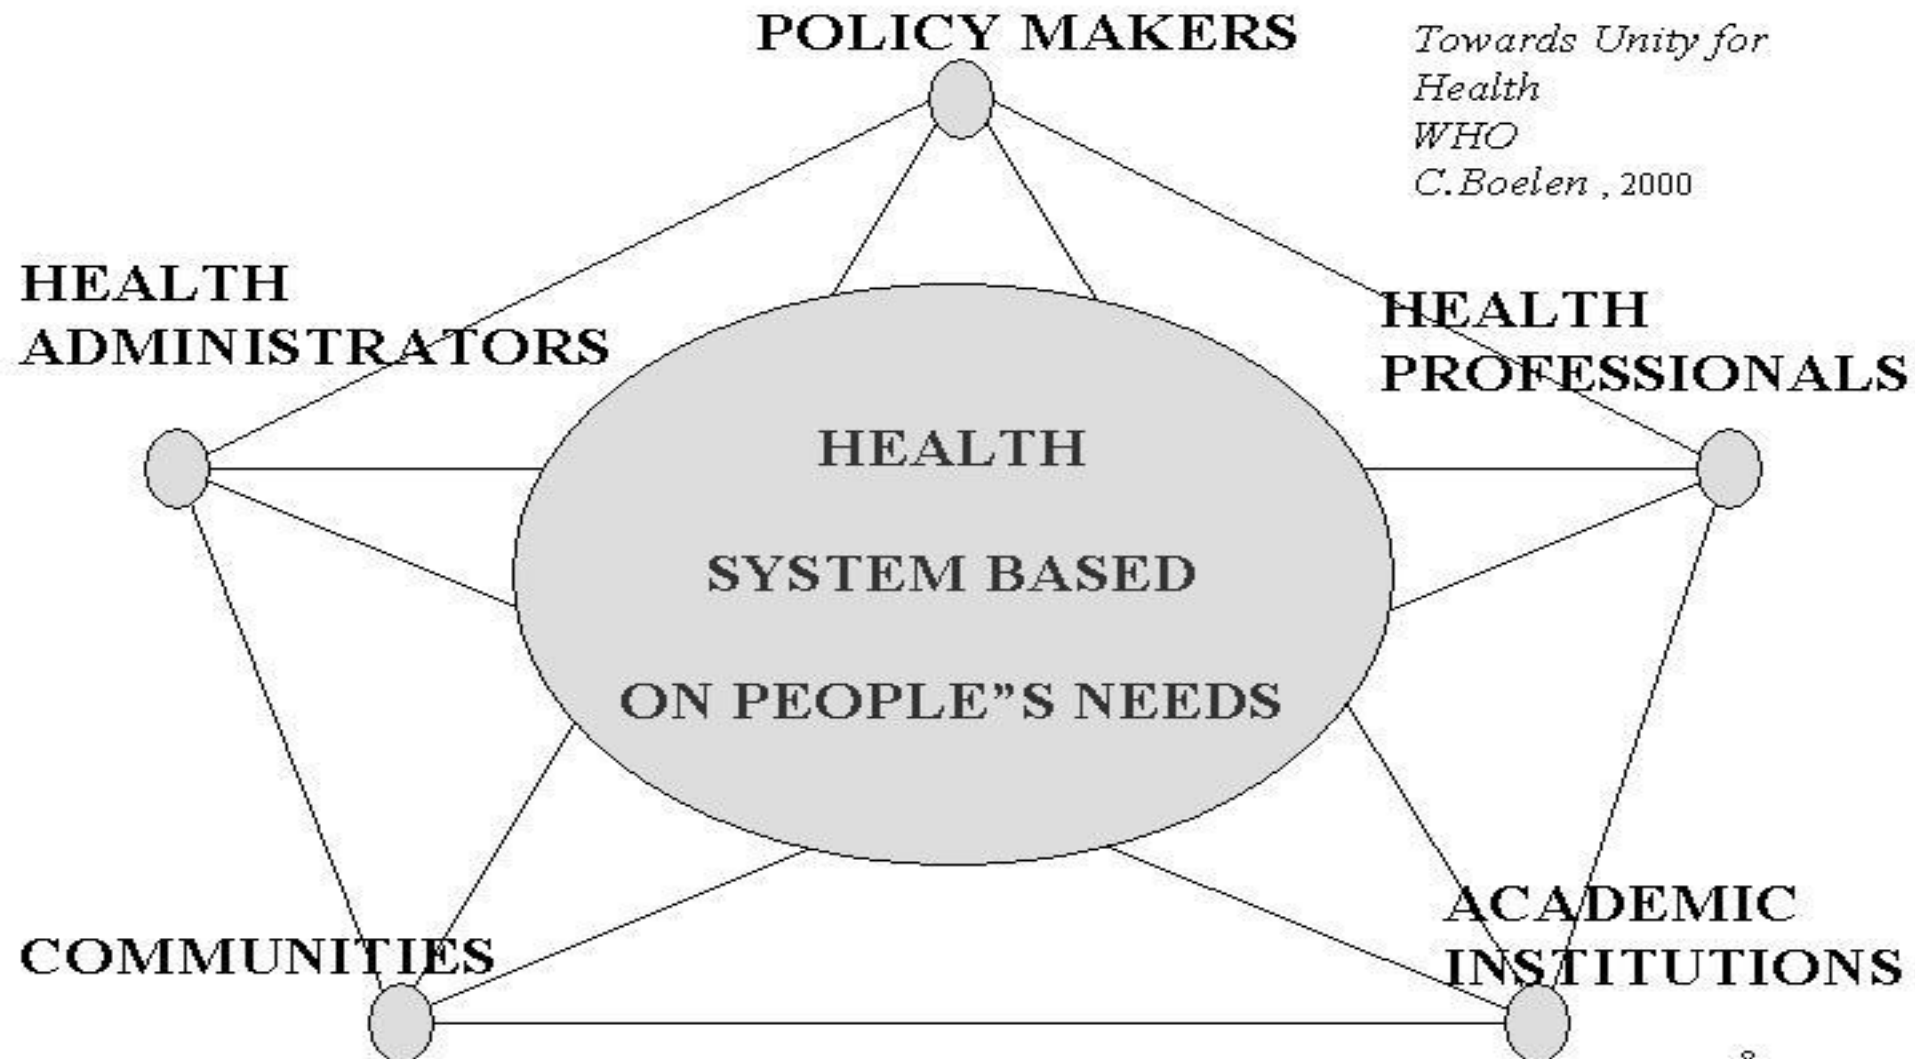 POLICY MAKERS
Towards Unity for
Health
WHO
C.Boelen , 2000
HEALTH
ADMINISTRATORS
HEALTH
PROFESSIONALS
HEALTH
SYSTEM BASED
ON PEOPLE”S NEEDS
COMMUNITIES
ACADEMIC
INSTITUTIONS